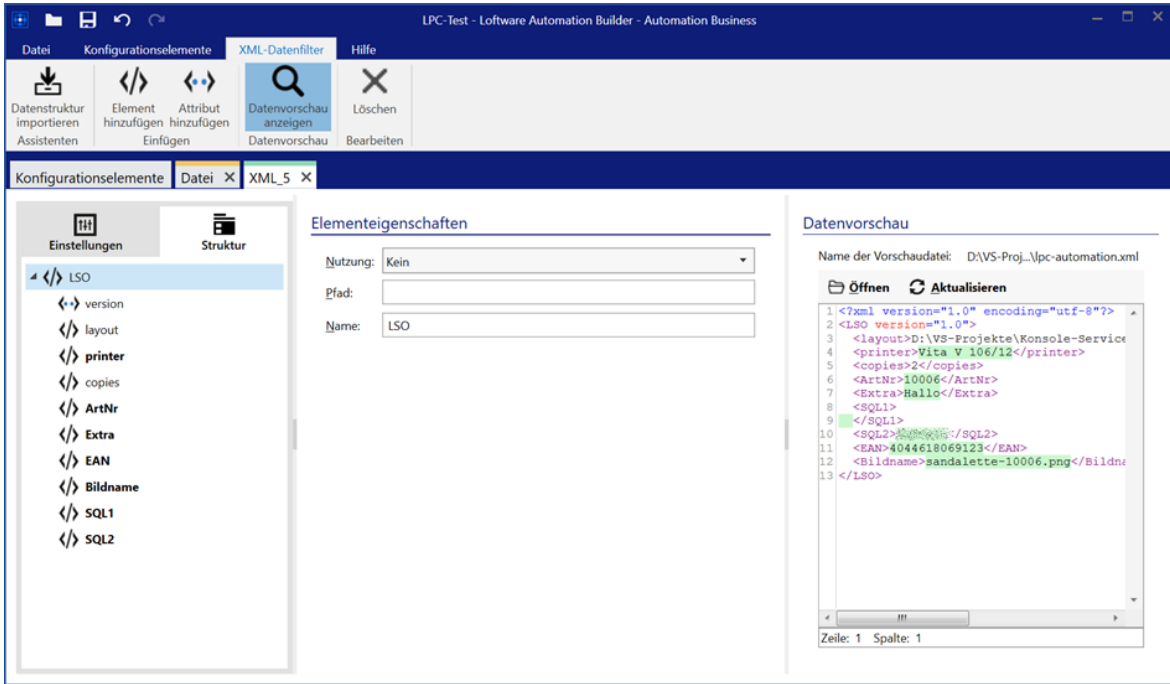 LPC-Test - Loftware Automation Builder - Automation Business
Datei Konfigurationselemente XML-Datenfilter Hilfe
Datenstruktur importieren
Element hinzufügen
Attribut hinzufügen
Datenvorschau anzeigen
Löschen
Assistenten Einfügen Datenvorschau Bearbeiten
Konfigurationselemente Datei XML_5
Einstellungen Struktur
LSO
version
layout
printer
copies
ArtNr
Extra
EAN
Bildname
SQL1
SQL2
Elementeigenschaften
Nutzung: Kein
Pfad:
Name: LSO
Datenvorschau
Name der Vorschaudatei: D:\VS-Proj...\lpc-automation.xml
Öffnen Aktualisieren
1 <?xml version="1.0" encoding="utf-8"?>
2 <LSO version="1.0">
3 <layout>D:\VS-Projekte\Konsole-Service
4 <printer>Vita V 106/12</printer>
5 <copies>2</copies>
6 <ArtNr>10006</ArtNr>
7 <Extra>Hallo</Extra>
8 <SQL1>
9 </SQL1>
10 <SQL2> </SQL2>
11 <EAN>4044618069123</EAN>
12 <Bildname>sandalette-10006.png</Bildna
13 </LSO>
Zeile: 1 Spalte: 1